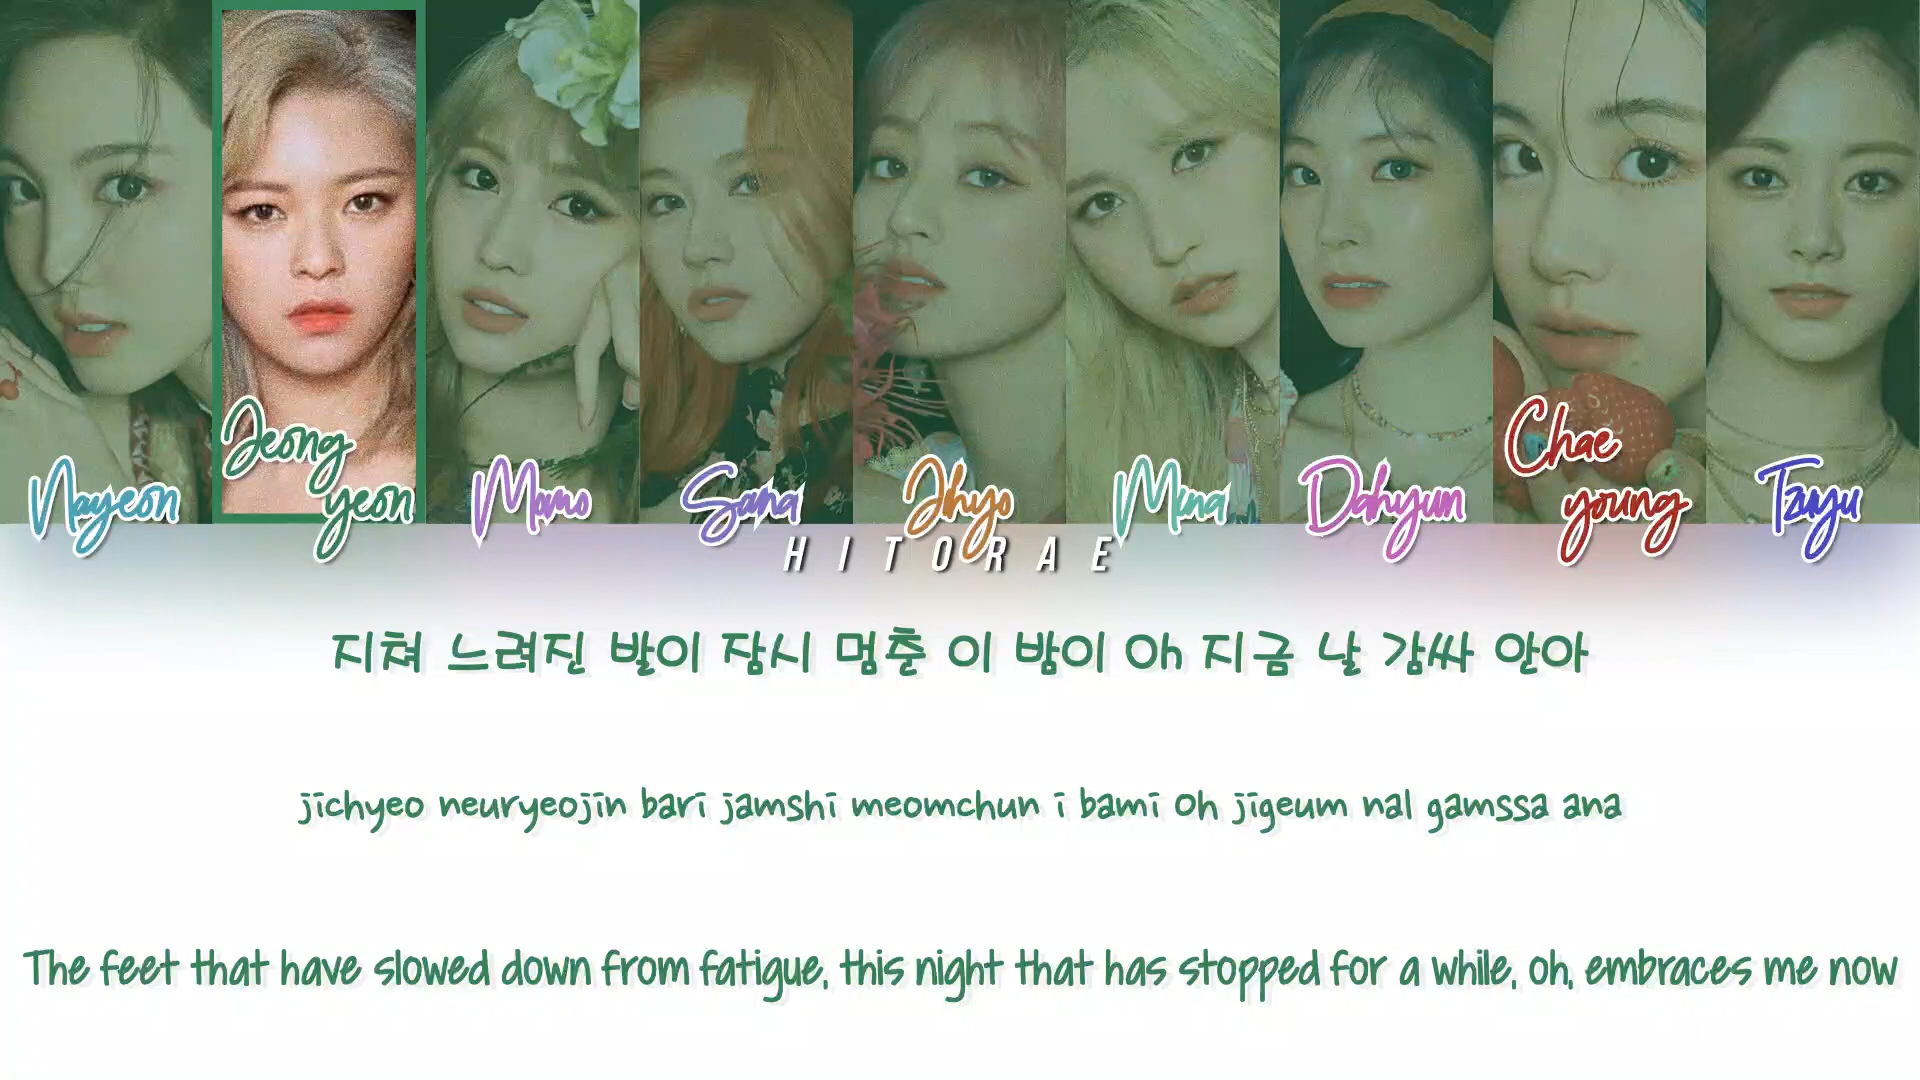 Nayeon
Jeong
yeon
Momo
Sana
Jihyo
Mina
Dahyun
Chae
young
Tzuyu
HITORAE
지쳐 느려진 발이 잠시 멈춘 이 밤이 Oh 지금 날 감싸 안아
jichyeo neuryeojin bari jamshi meomchun i bami Oh jigeum nal gamssa ana
The feet that have slowed down from fatigue, this night that has stopped for a while, oh, embraces me now